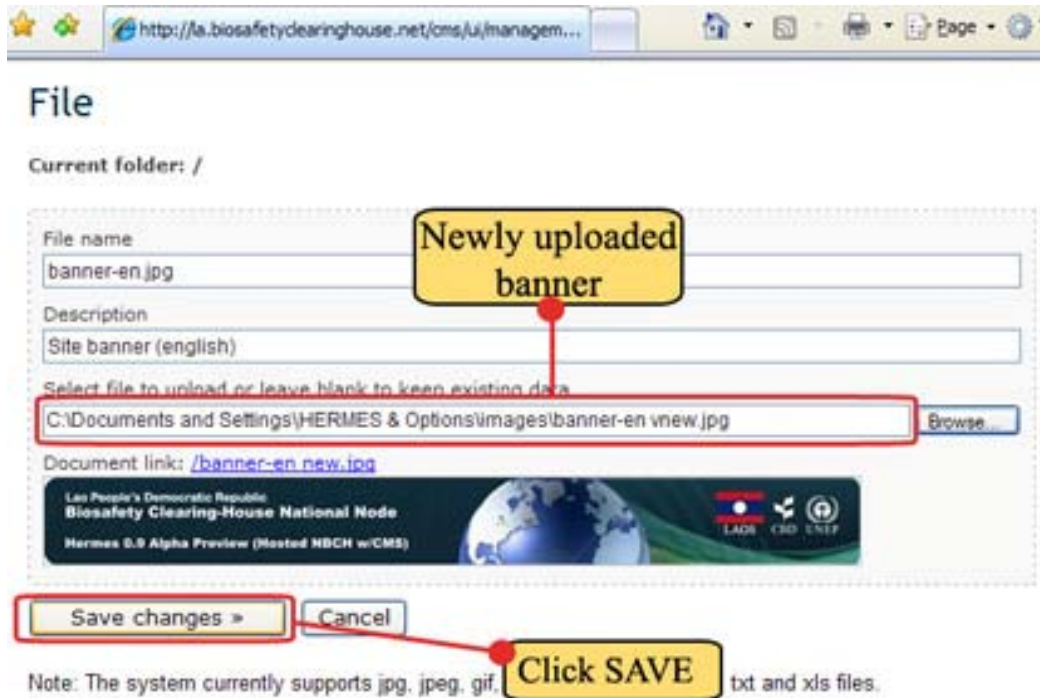 http://la.biosafetyclearinghouse.net/cms/ui/managem...
Page
File
Current folder: /
File name
banner-en.jpg
Newly uploaded
banner
Description
Site banner (english)
Select file to upload or leave blank to keep existing data
C:\Documents and Settings\HERMES & Options\images\banner-en vnew.jpg
Browse...
Document link: /banner-en new.jpg
Lao People's Democratic Republic
Biosafety Clearing-House National Node
Hermes 0.9 Alpha Preview (Hosted NBCH w/CMS)
LAOS CBD UNEP
Save changes »
Cancel
Click SAVE
Note: The system currently supports jpg, jpeg, gif, txt and xls files.